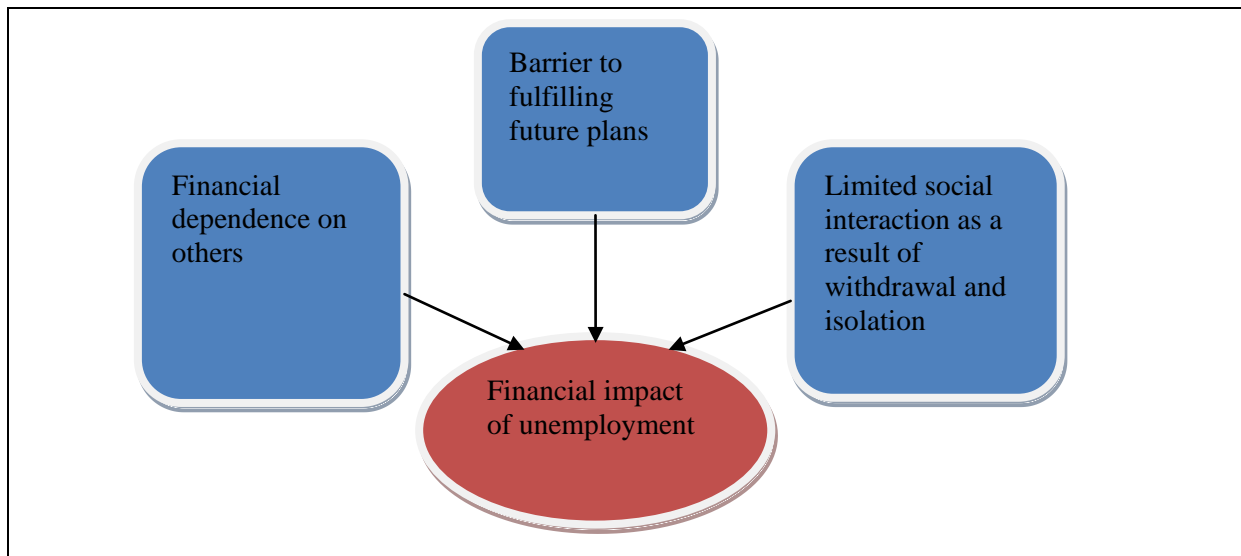 Barrier to
fulfilling
future plans
Financial
dependence on
others
Limited social
interaction as a
result of
withdrawal and
isolation
Financial impact
of unemployment